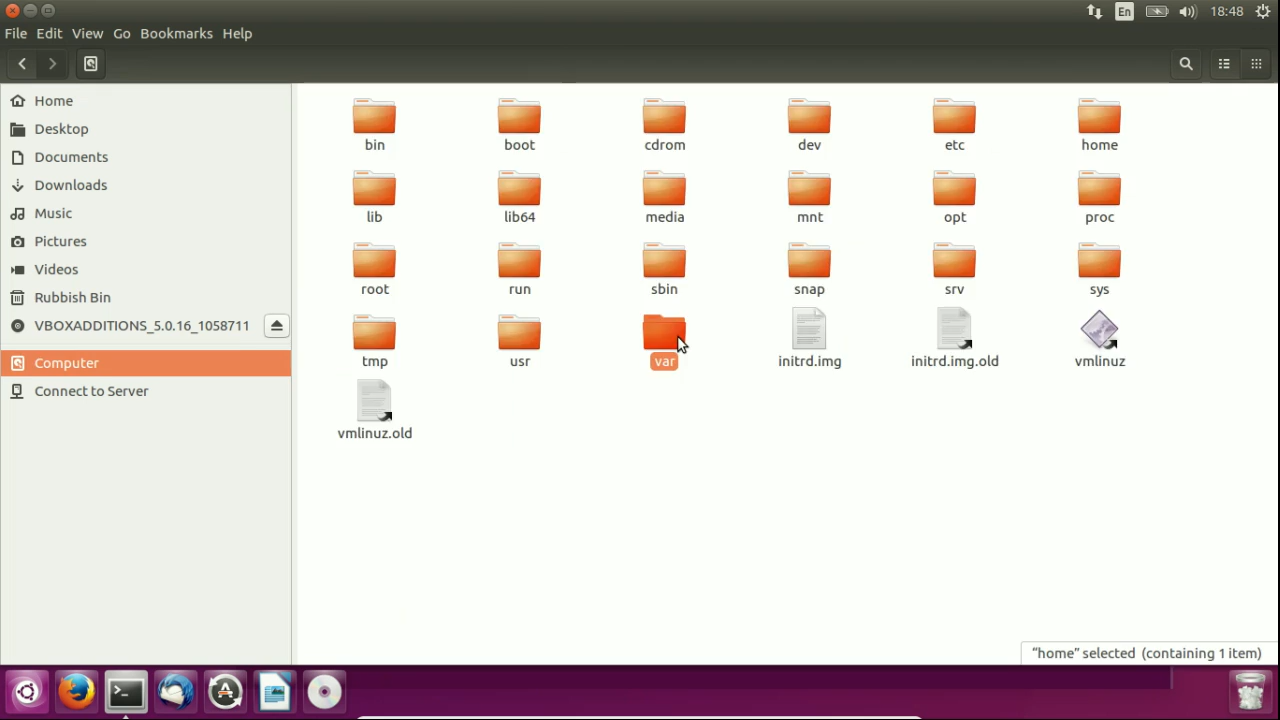 En 18:48
File Edit View Go Bookmarks Help
Home
Desktop
Documents
Downloads
Music
Pictures
Videos
Rubbish Bin
VBOXADDITIONS_5.0.16_1058711
Computer
Connect to Server
bin boot cdrom dev etc home
lib lib64 media mnt opt proc
root run sbin snap srv sys
tmp usr var initrd.img initrd.img.old vmlinuz
vmlinuz.old
“home” selected (containing 1 item)